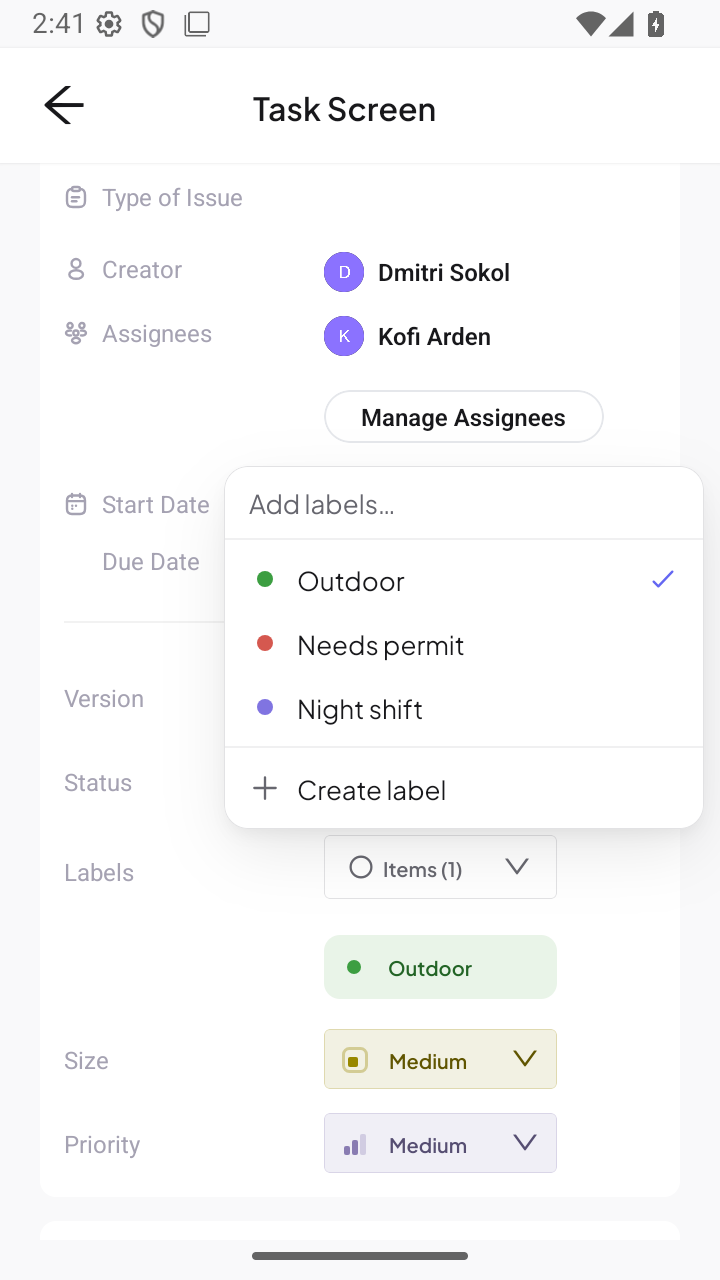 2:41
Task Screen
Type of Issue
Creator
D Dmitri Sokol
Assignees
K Kofi Arden
Manage Assignees
Start Date
Add labels...
Due Date
Outdoor
Needs permit
Version
Night shift
Status
Create label
Labels
Items (1)
Outdoor
Size
Medium
Priority
Medium